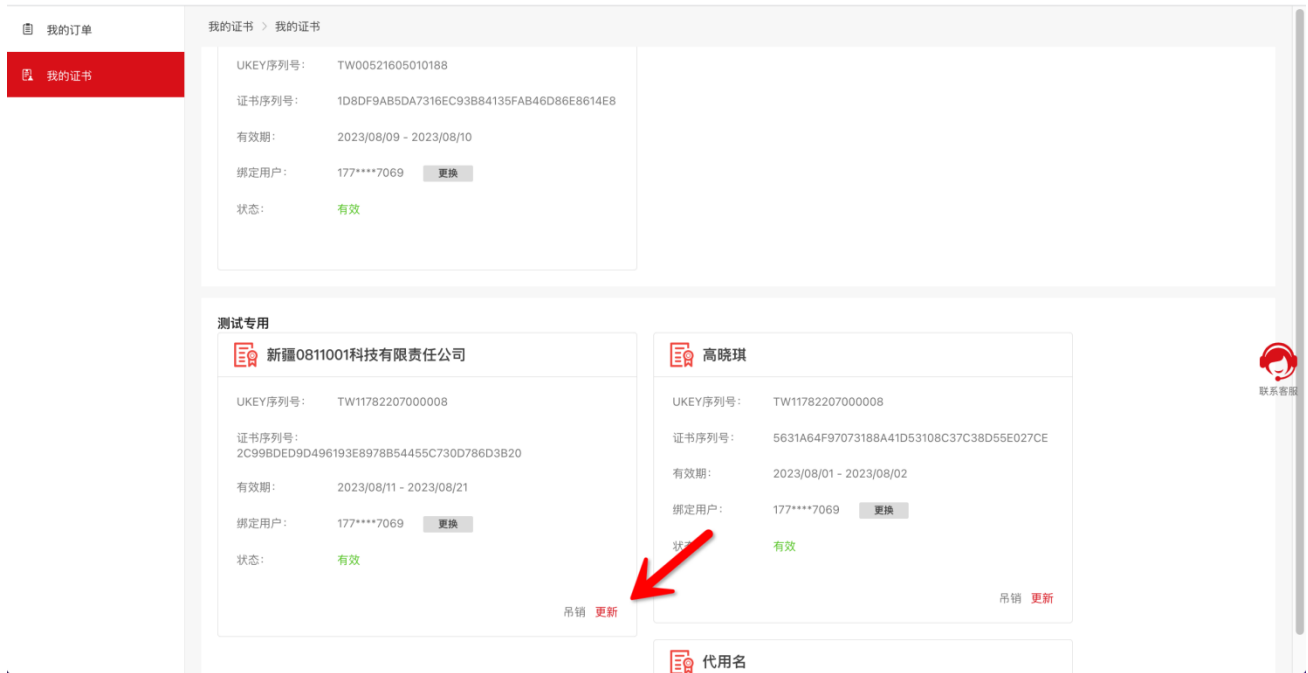 我的订单
我的证书
我的证书 > 我的证书
UKEY序列号: TW00521605010188
证书序列号: 1D8DF9AB5DA7316EC93B84135FAB46D86E8614E8
有效期: 2023/08/09 - 2023/08/10
绑定用户: 177****7069 更换
状态: 有效
测试专用
新疆0811001科技有限责任公司
UKEY序列号: TW11782207000008
证书序列号:
2C99BDED9D496193E8978B54455C730D786D3B20
有效期: 2023/08/11 - 2023/08/21
绑定用户: 177****7069 更换
状态: 有效
吊销 更新
高晓琪
UKEY序列号: TW11782207000008
证书序列号: 5631A64F97073188A41D53108C37C38D55E027CE
有效期: 2023/08/01 - 2023/08/02
绑定用户: 177****7069 更换
状 有效
吊销 更新
代用名
联系客服